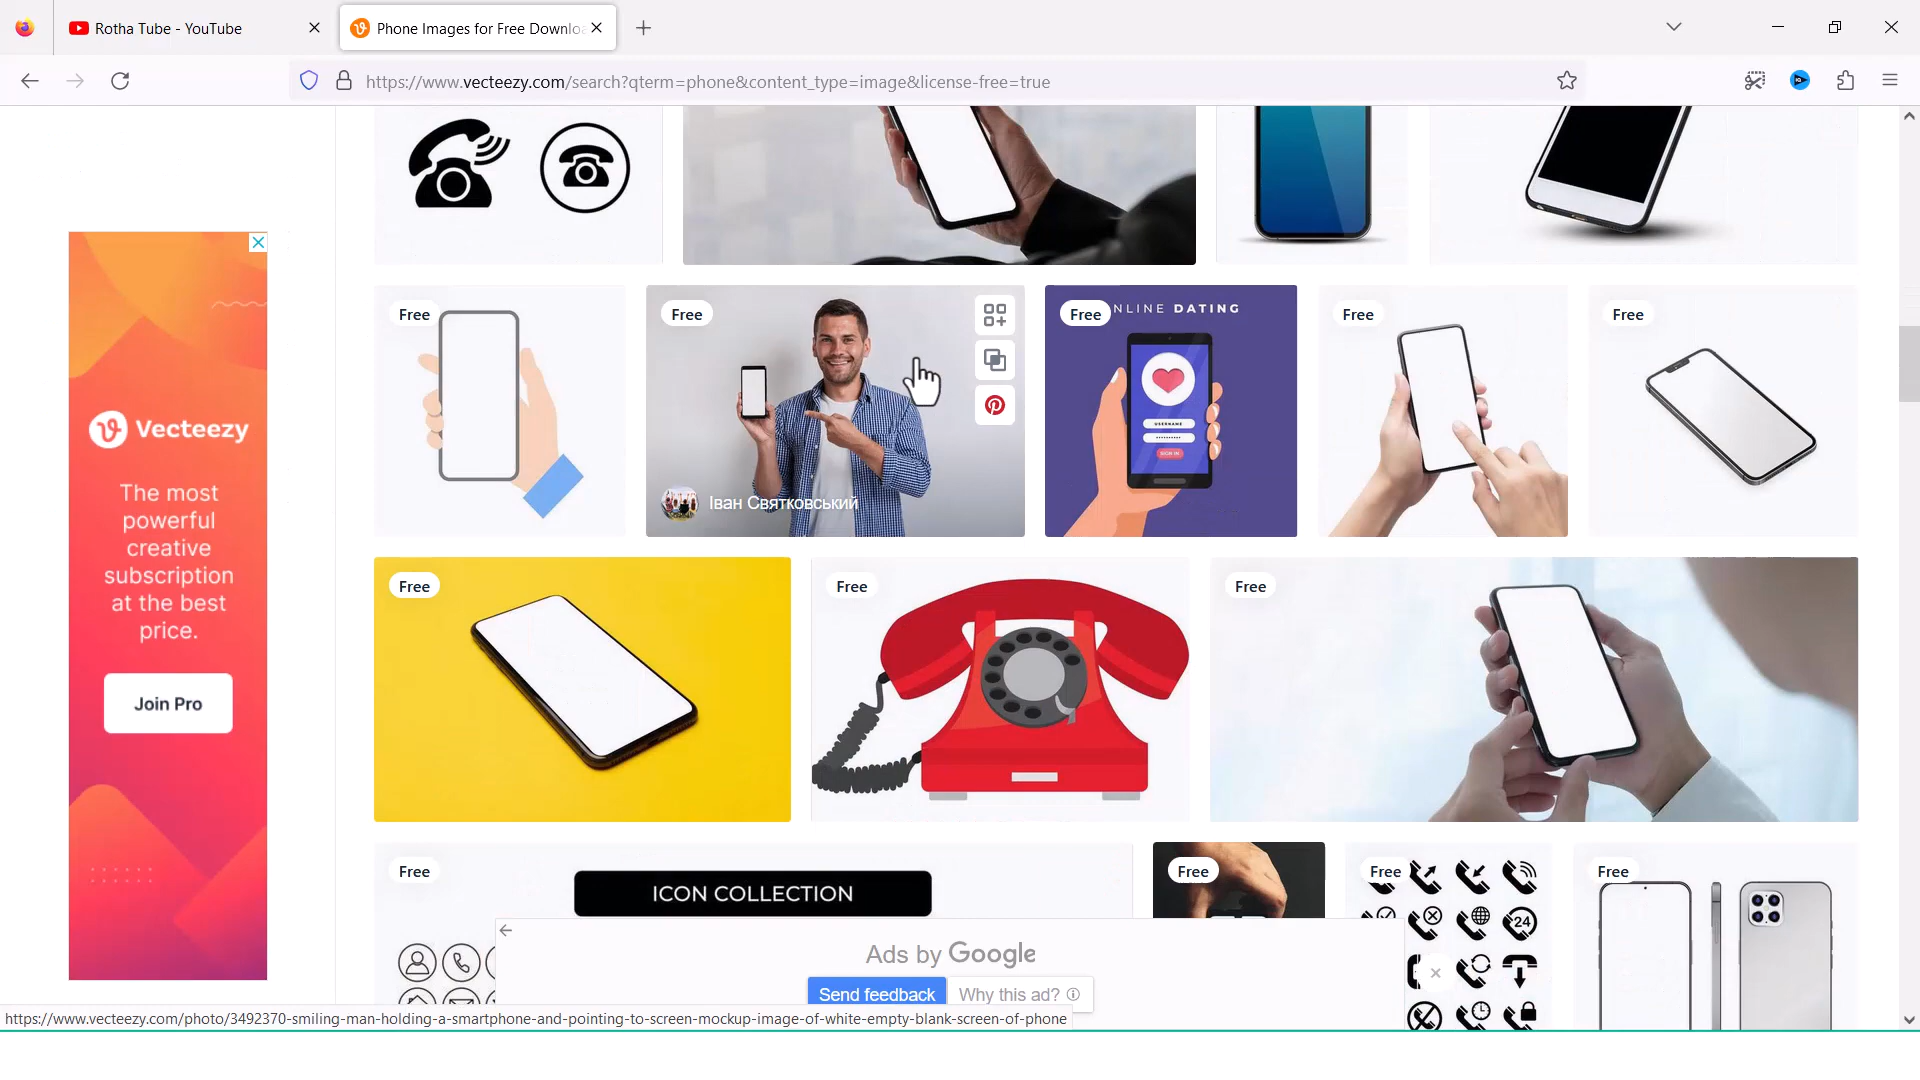 Rotha Tube - YouTube
Phone Images for Free Downlo
https://www.vecteezy.com/search?qterm=phone&content_type=image&license-free=true
Free
Free
Free
NLINE DATING
USERNAME
SIGN IN
Free
Free
Іван Святковський
Vecteezy
The most
powerful
creative
subscription
at the best
price.
Join Pro
Free
Free
Free
Free
ICON COLLECTION
Free
Free
24
Free
Ads by Google
Send feedback
Why this ad?
https://www.vecteezy.com/photo/3492370-smiling-man-holding-a-smartphone-and-pointing-to-screen-mockup-image-of-white-empty-blank-screen-of-phone